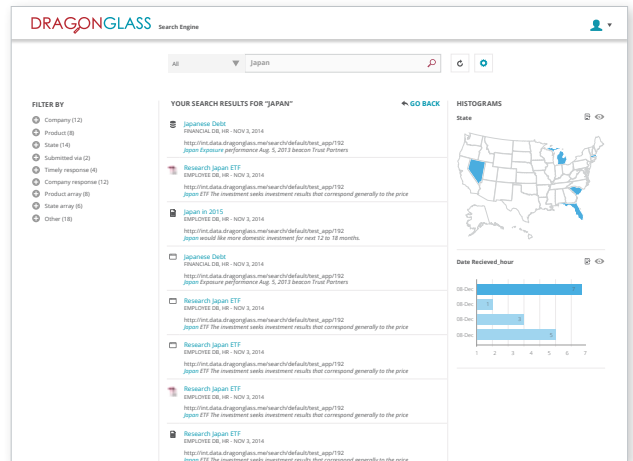 DRAGONGLASS Search Engine
All
Japan
FILTER BY
Company (12)
Product (8)
State (14)
Submitted via (2)
Timely response (4)
Company response (12)
Product array (8)
State array (6)
Other (18)
YOUR SEARCH RESULTS FOR "JAPAN"
GO BACK
Japanese Debt
FINANCIAL DB, HR - NOV 3, 2014
http://int.data.dragonglass.me/search/default/test_app/192
Japan Exposure performance Aug. 5, 2013 beacon Trust Partners
Research Japan ETF
EMPLOYEE DB, HR - NOV 3, 2014
http://int.data.dragonglass.me/search/default/test_app/192
Japan ETF The investment seeks investment results that correspond generally to the price
Japan in 2015
EMPLOYEE DB, HR - NOV 3, 2014
http://int.data.dragonglass.me/search/default/test_app/192
Japan would like more domestic investment for next 12 to 18 months.
Japanese Debt
FINANCIAL DB, HR - NOV 3, 2014
http://int.data.dragonglass.me/search/default/test_app/192
Japan Exposure performance Aug. 5, 2013 beacon Trust Partners
Research Japan ETF
EMPLOYEE DB, HR - NOV 3, 2014
http://int.data.dragonglass.me/search/default/test_app/192
Japan ETF The investment seeks investment results that correspond generally to the price
Research Japan ETF
EMPLOYEE DB, HR - NOV 3, 2014
http://int.data.dragonglass.me/search/default/test_app/192
Japan ETF The investment seeks investment results that correspond generally to the price
Research Japan ETF
EMPLOYEE DB, HR - NOV 3, 2014
http://int.data.dragonglass.me/search/default/test_app/192
Japan ETF The investment seeks investment results that correspond generally to the price
Research Japan ETF
EMPLOYEE DB, HR - NOV 3, 2014
http://int.data.dragonglass.me/search/default/test_app/192
Japan ETF The investment seeks investment results that correspond generally to the price
HISTOGRAMS
State
Date Recieved_hour
08-Dec
08-Dec
08-Dec
08-Dec
1 2 3 4 5 6 7